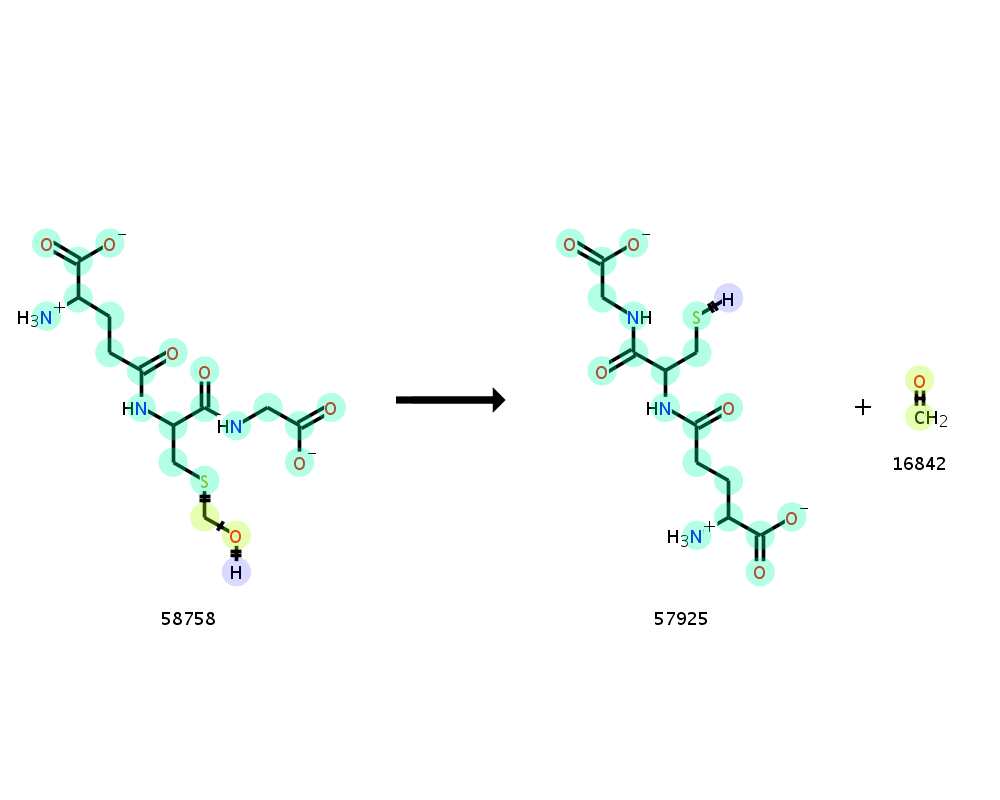 O O⁻
H₃N⁺
O
HN
O
HN
O
O⁻
S
O
H
58758
O O⁻
NH
S H
O
HN
O
H₃N⁺
O⁻
O
57925
+
O
CH₂
16842